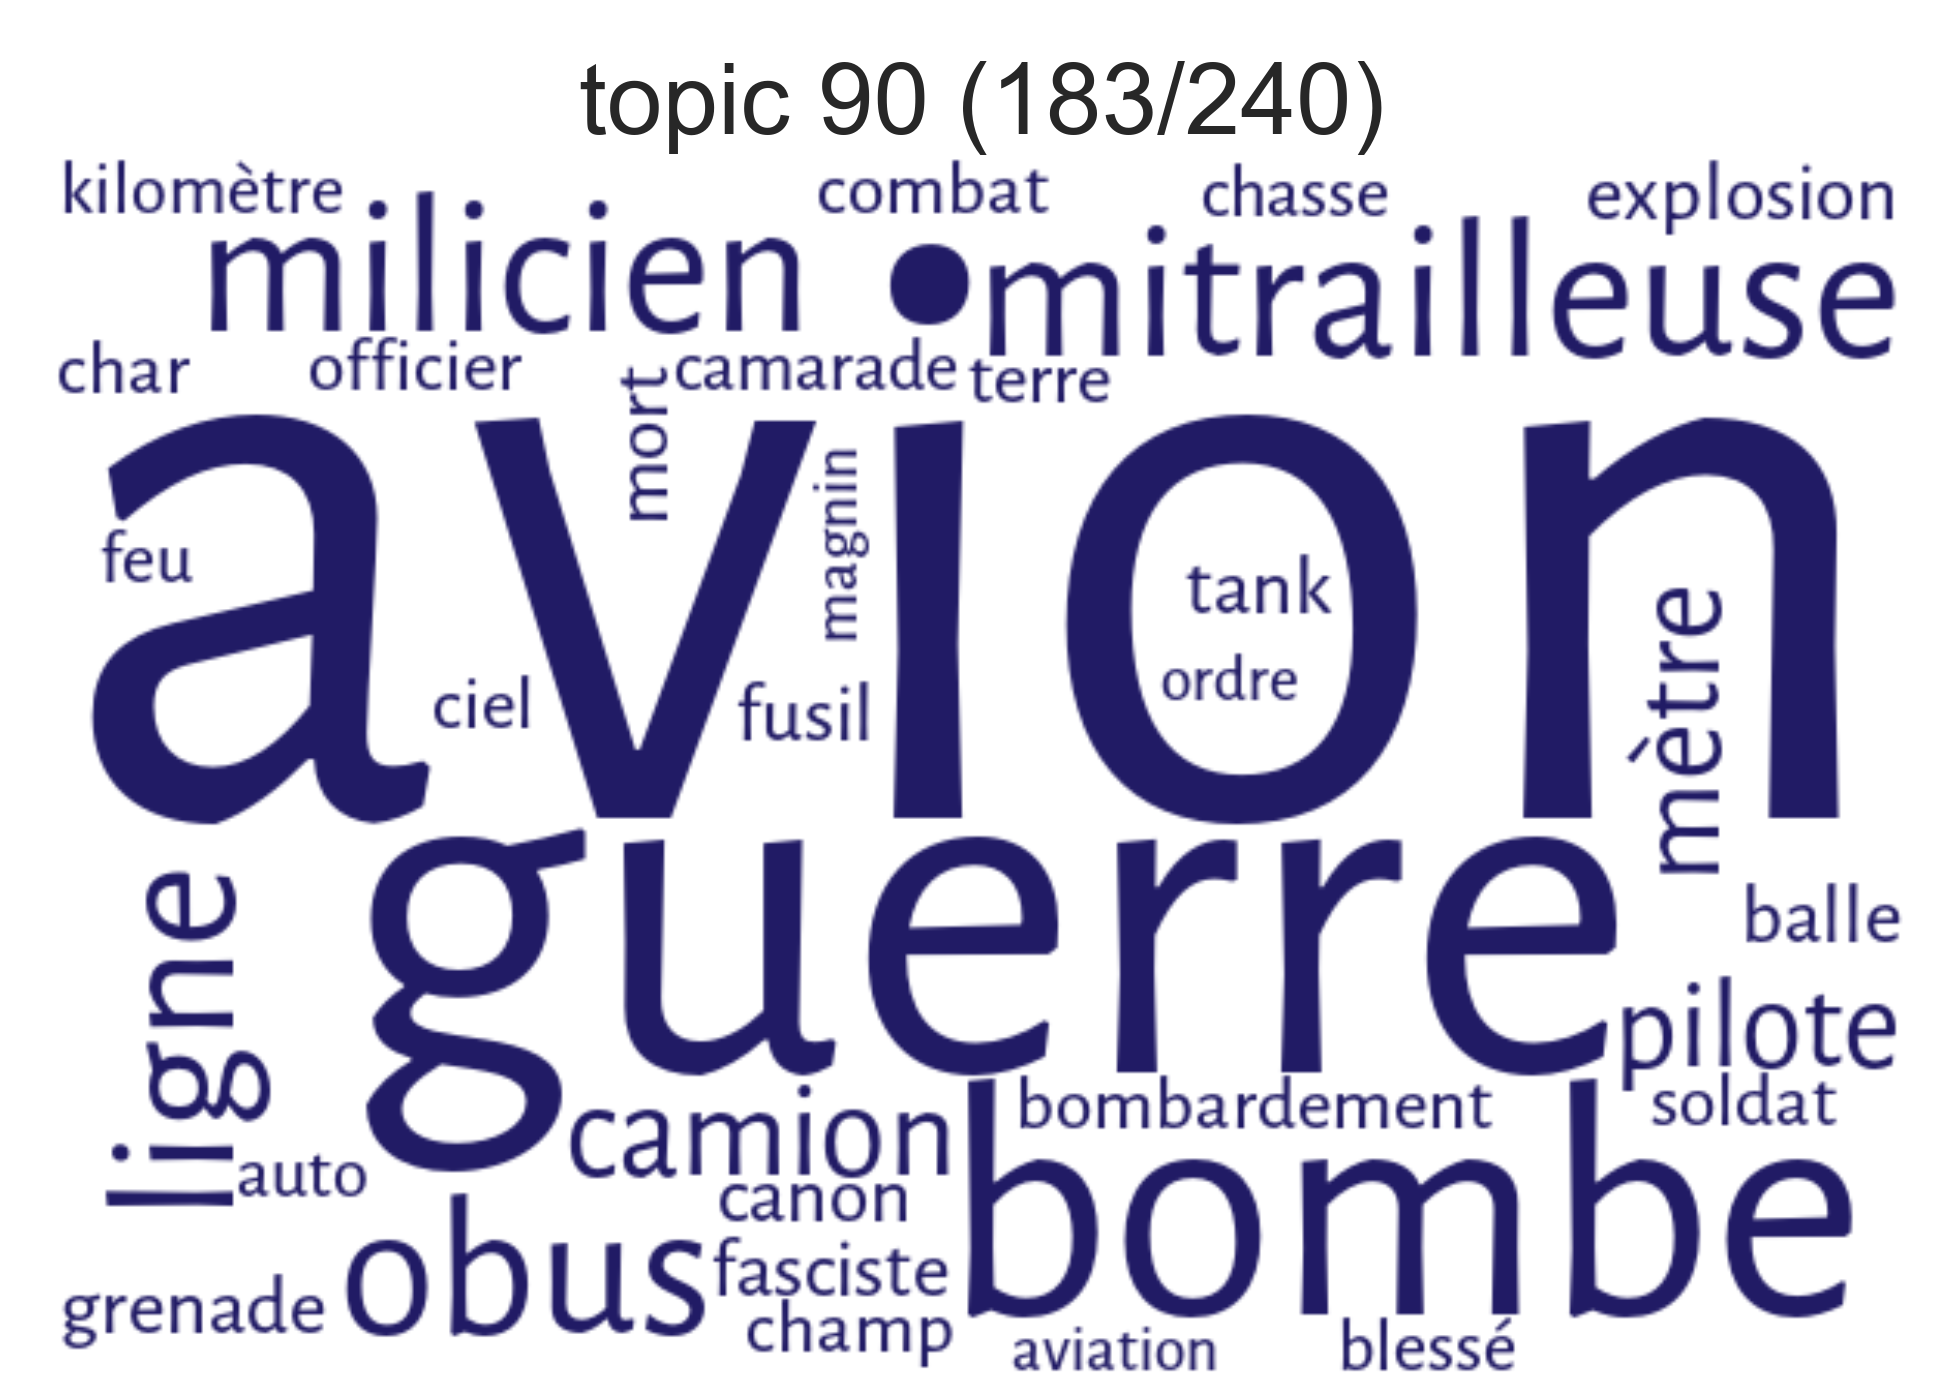 topic 90 (183/240)
kilomètre
combat
chasse
explosion
milicien
mitrailleuse
char
officier
camarade
terre
mort
avion
magnin
feu
tank
ordre
ciel
fusil
mètre
guerre
ligne
balle
pilote
camion
bombardement
soldat
auto
canon
bombe
obus
fasciste
grenade
champ
aviation
blessé